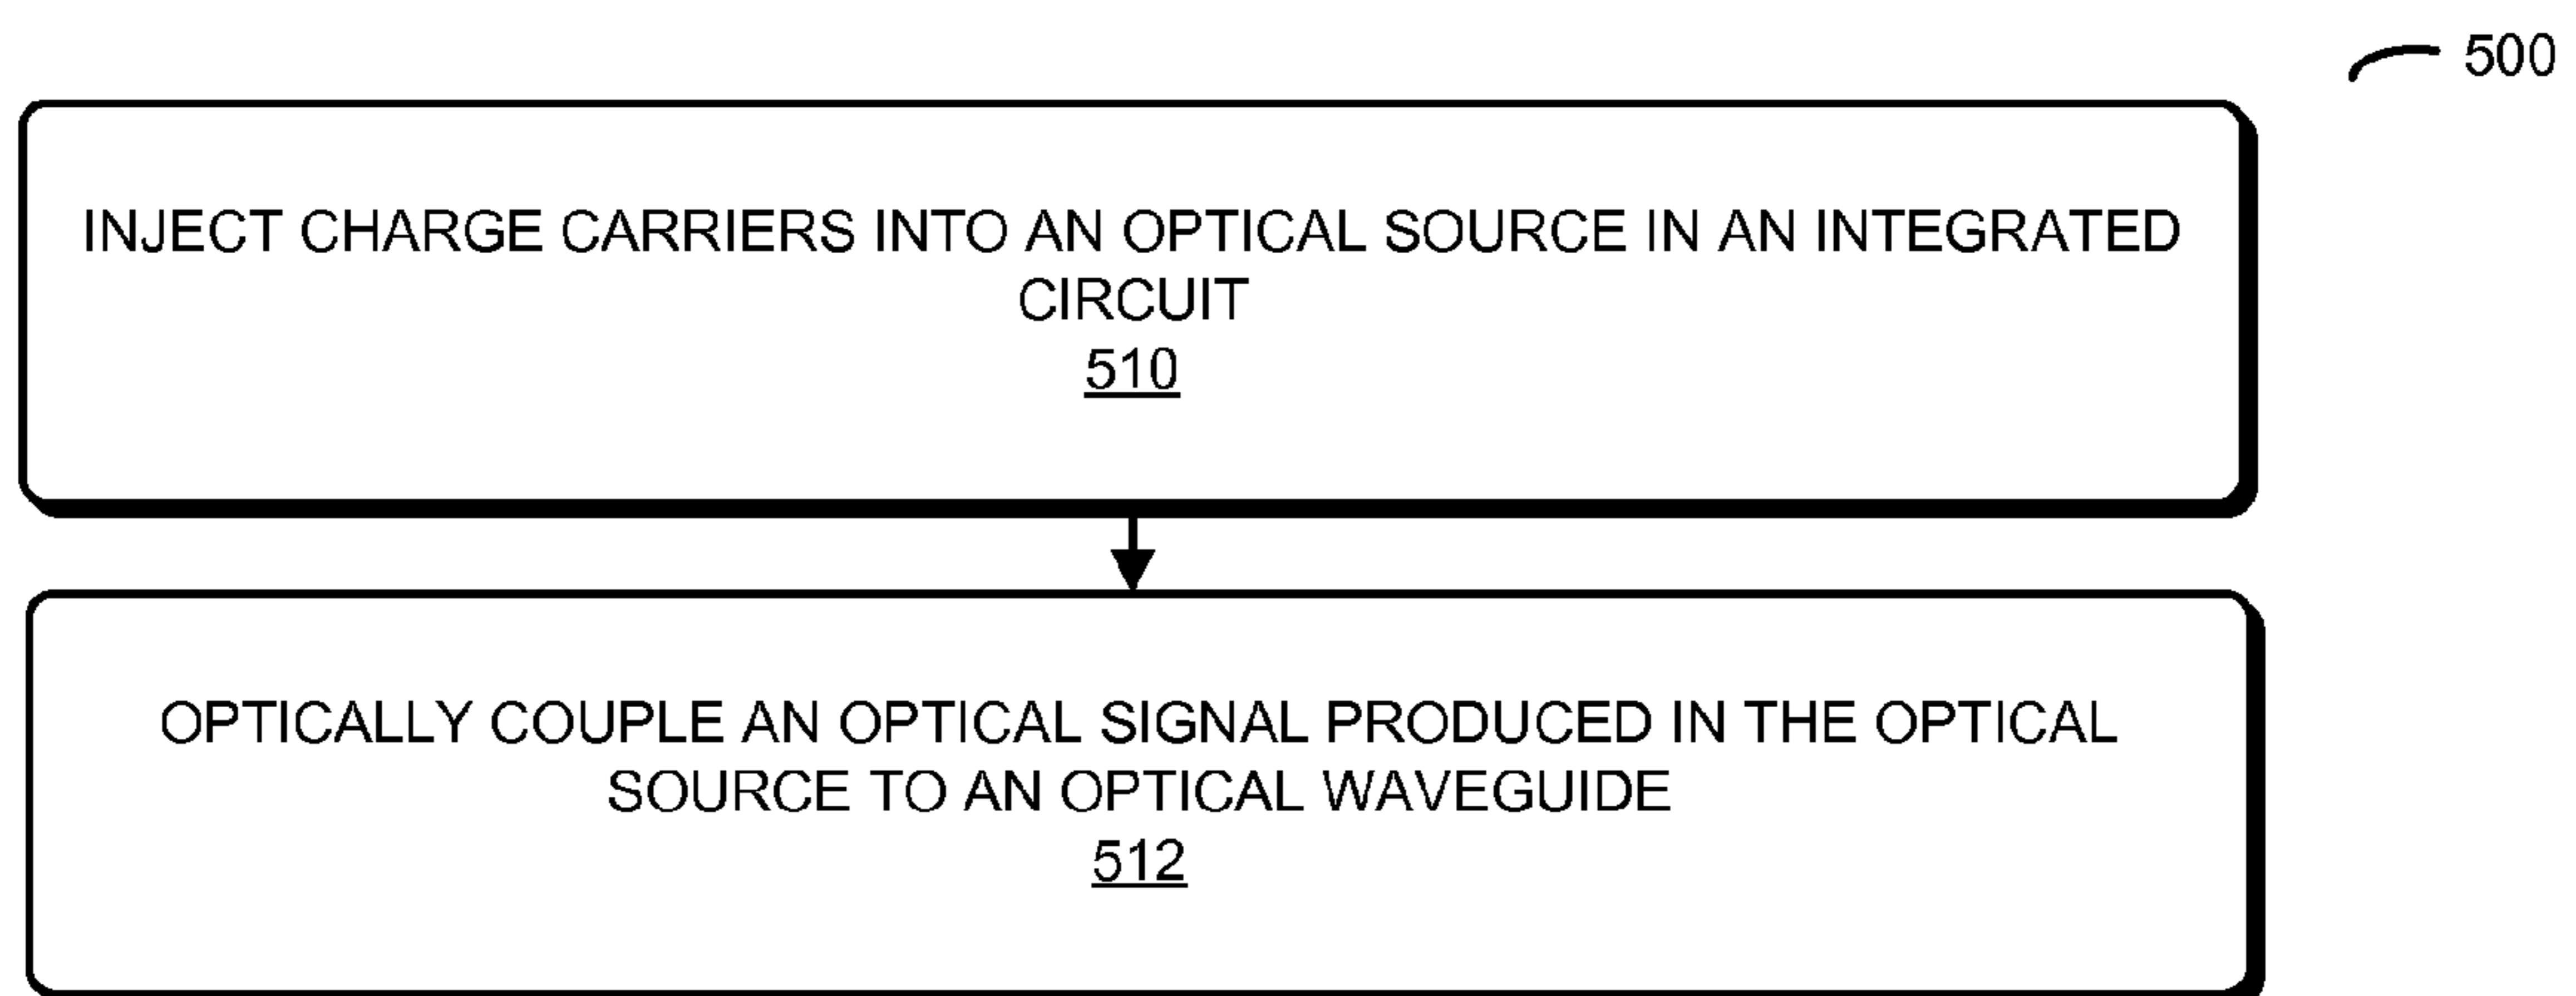 500
INJECT CHARGE CARRIERS INTO AN OPTICAL SOURCE IN AN INTEGRATED
CIRCUIT
510
OPTICALLY COUPLE AN OPTICAL SIGNAL PRODUCED IN THE OPTICAL
SOURCE TO AN OPTICAL WAVEGUIDE
512